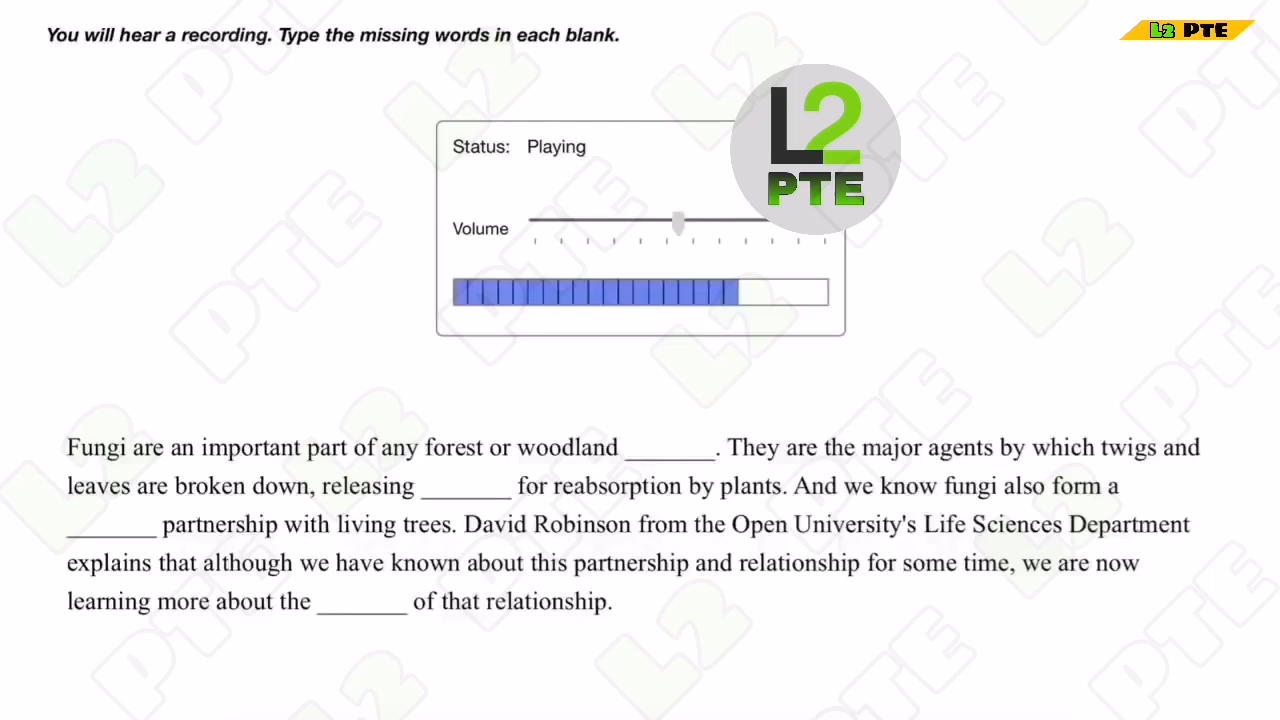 You will hear a recording. Type the missing words in each blank.
L2 PTE
L2
PTE
Status: Playing
Volume
Fungi are an important part of any forest or woodland _______. They are the major agents by which twigs and
leaves are broken down, releasing _______ for reabsorption by plants. And we know fungi also form a
_______ partnership with living trees. David Robinson from the Open University's Life Sciences Department
explains that although we have known about this partnership and relationship for some time, we are now
learning more about the _______ of that relationship.